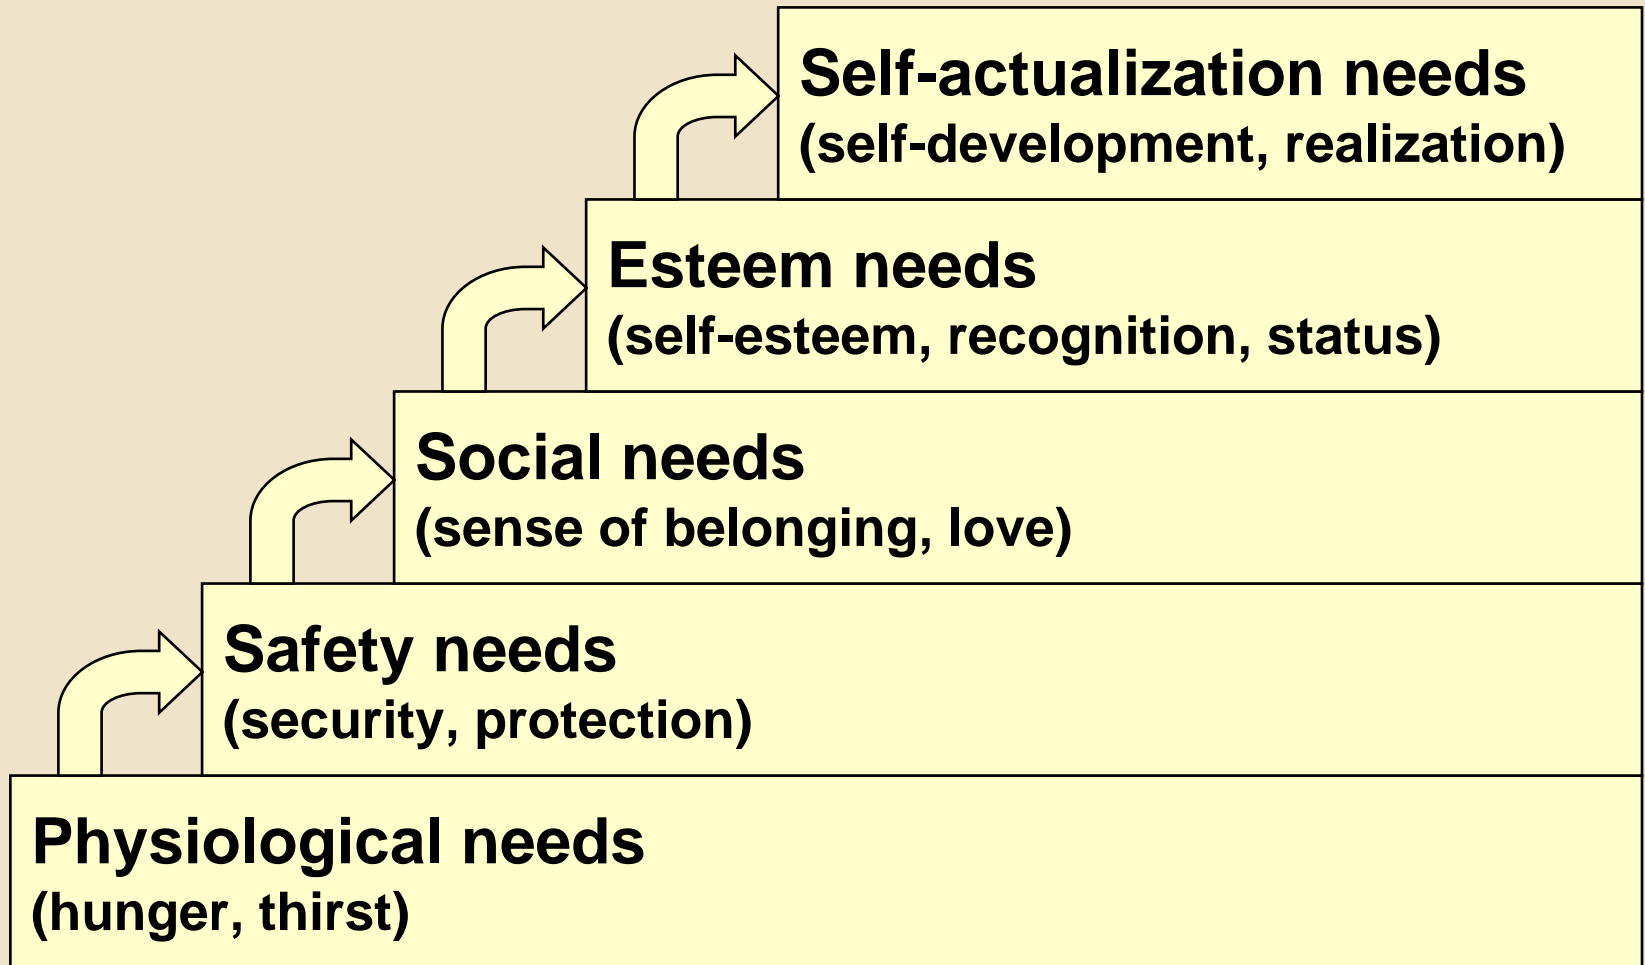 Self-actualization needs
(self-development, realization)
Esteem needs
(self-esteem, recognition, status)
Social needs
(sense of belonging, love)
Safety needs
(security, protection)
Physiological needs
(hunger, thirst)